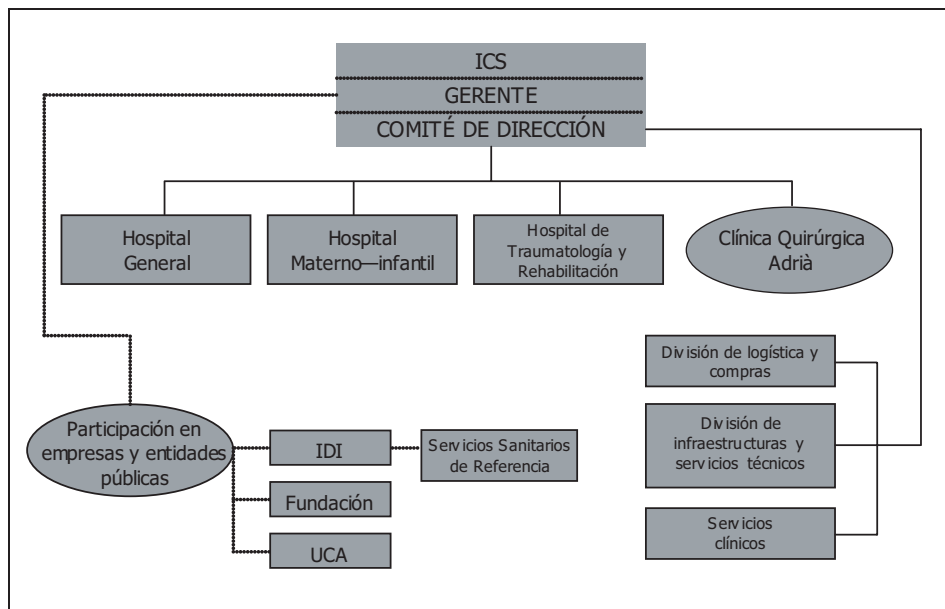 ICS
GERENTE
COMITÉ DE DIRECCIÓN
Hospital
General
Hospital
Materno—infantil
Hospital de
Traumatología y
Rehabilitación
Clínica Quirúrgica
Adrià
División de logística y
compras
División de
infraestructuras y
servicios técnicos
Servicios
clínicos
Participación en
empresas y entidades
públicas
IDI
Servicios Sanitarios
de Referencia
Fundación
UCA